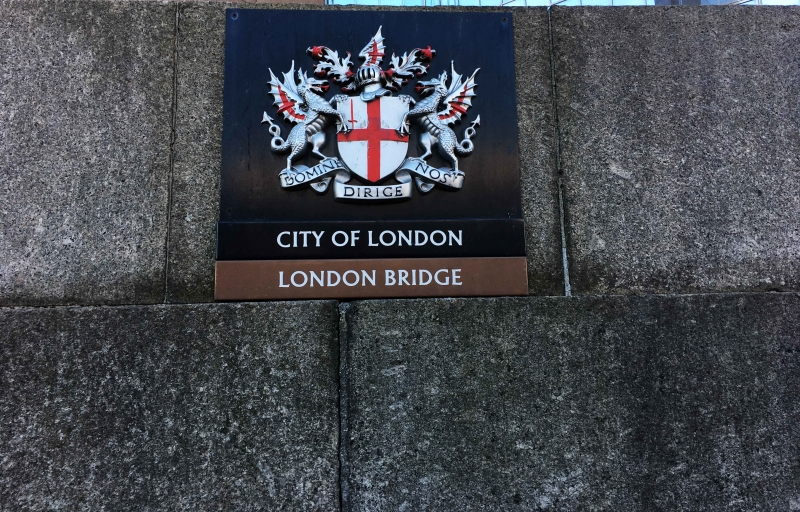 DOMINE DIRIGE NOS
CITY OF LONDON
LONDON BRIDGE